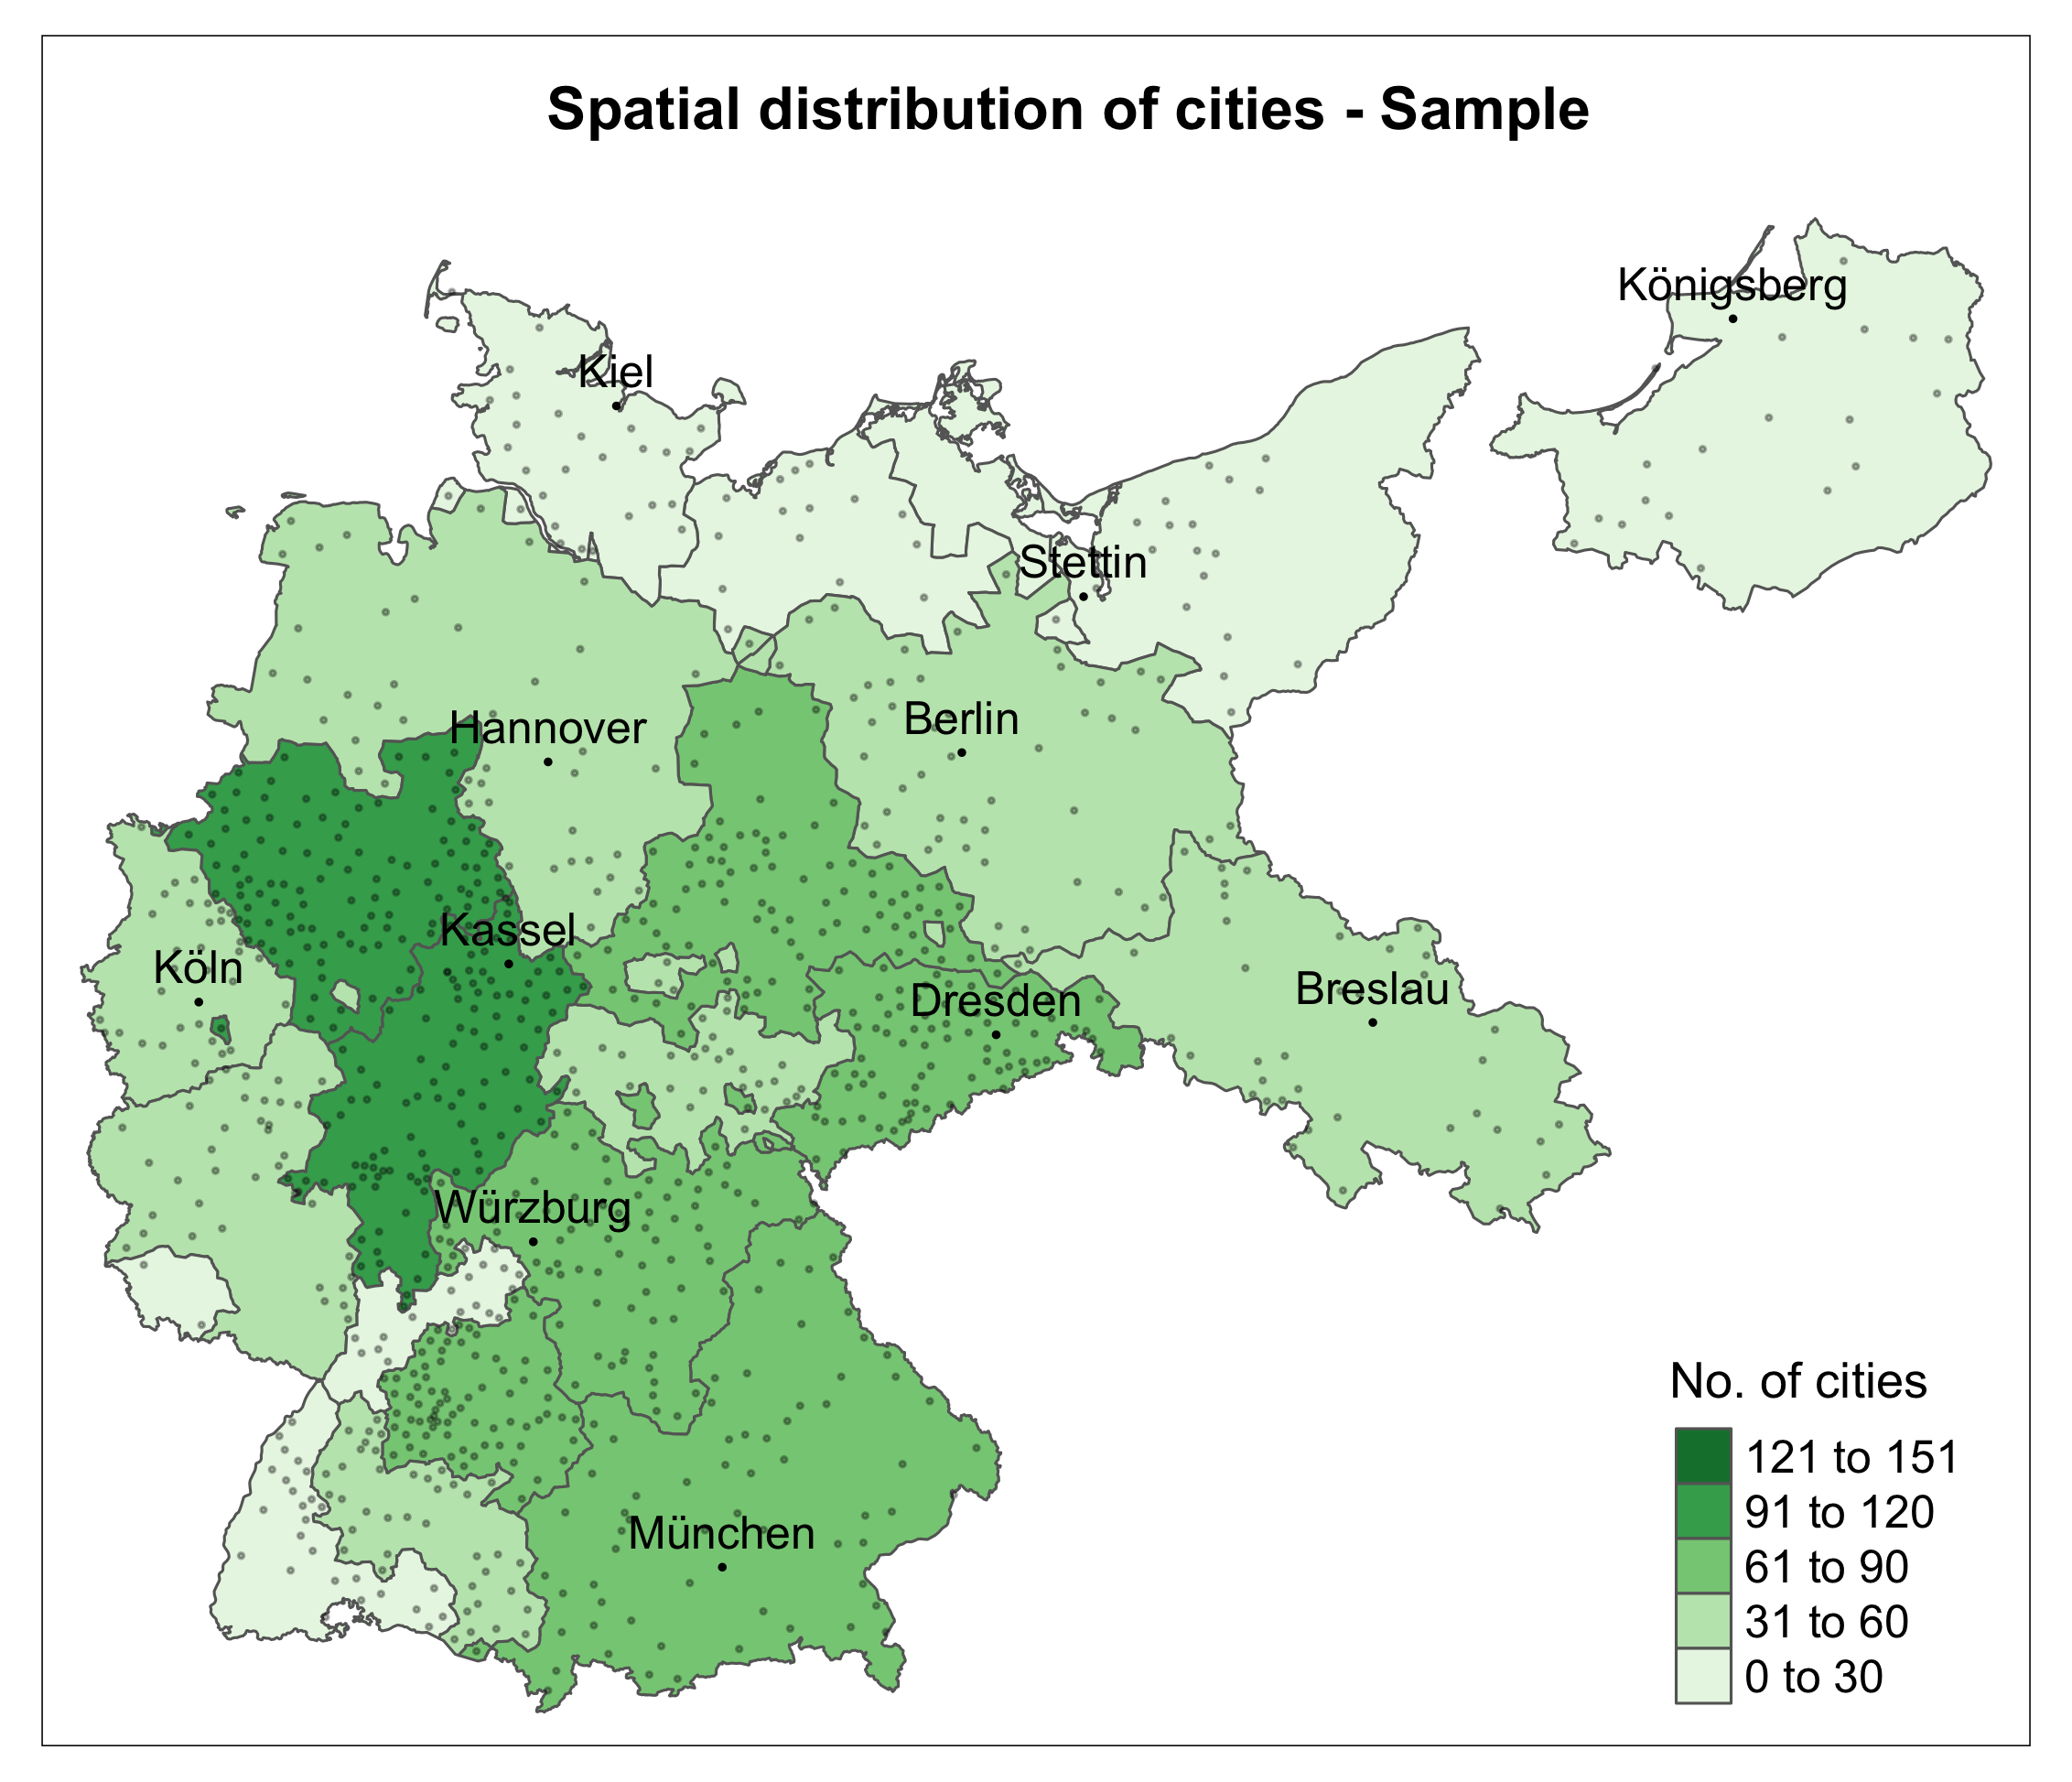 Spatial distribution of cities - Sample
Königsberg
Kiel
Stettin
Hannover
Berlin
Kassel
Köln
Dresden
Breslau
Würzburg
München
No. of cities
121 to 151
91 to 120
61 to 90
31 to 60
0 to 30